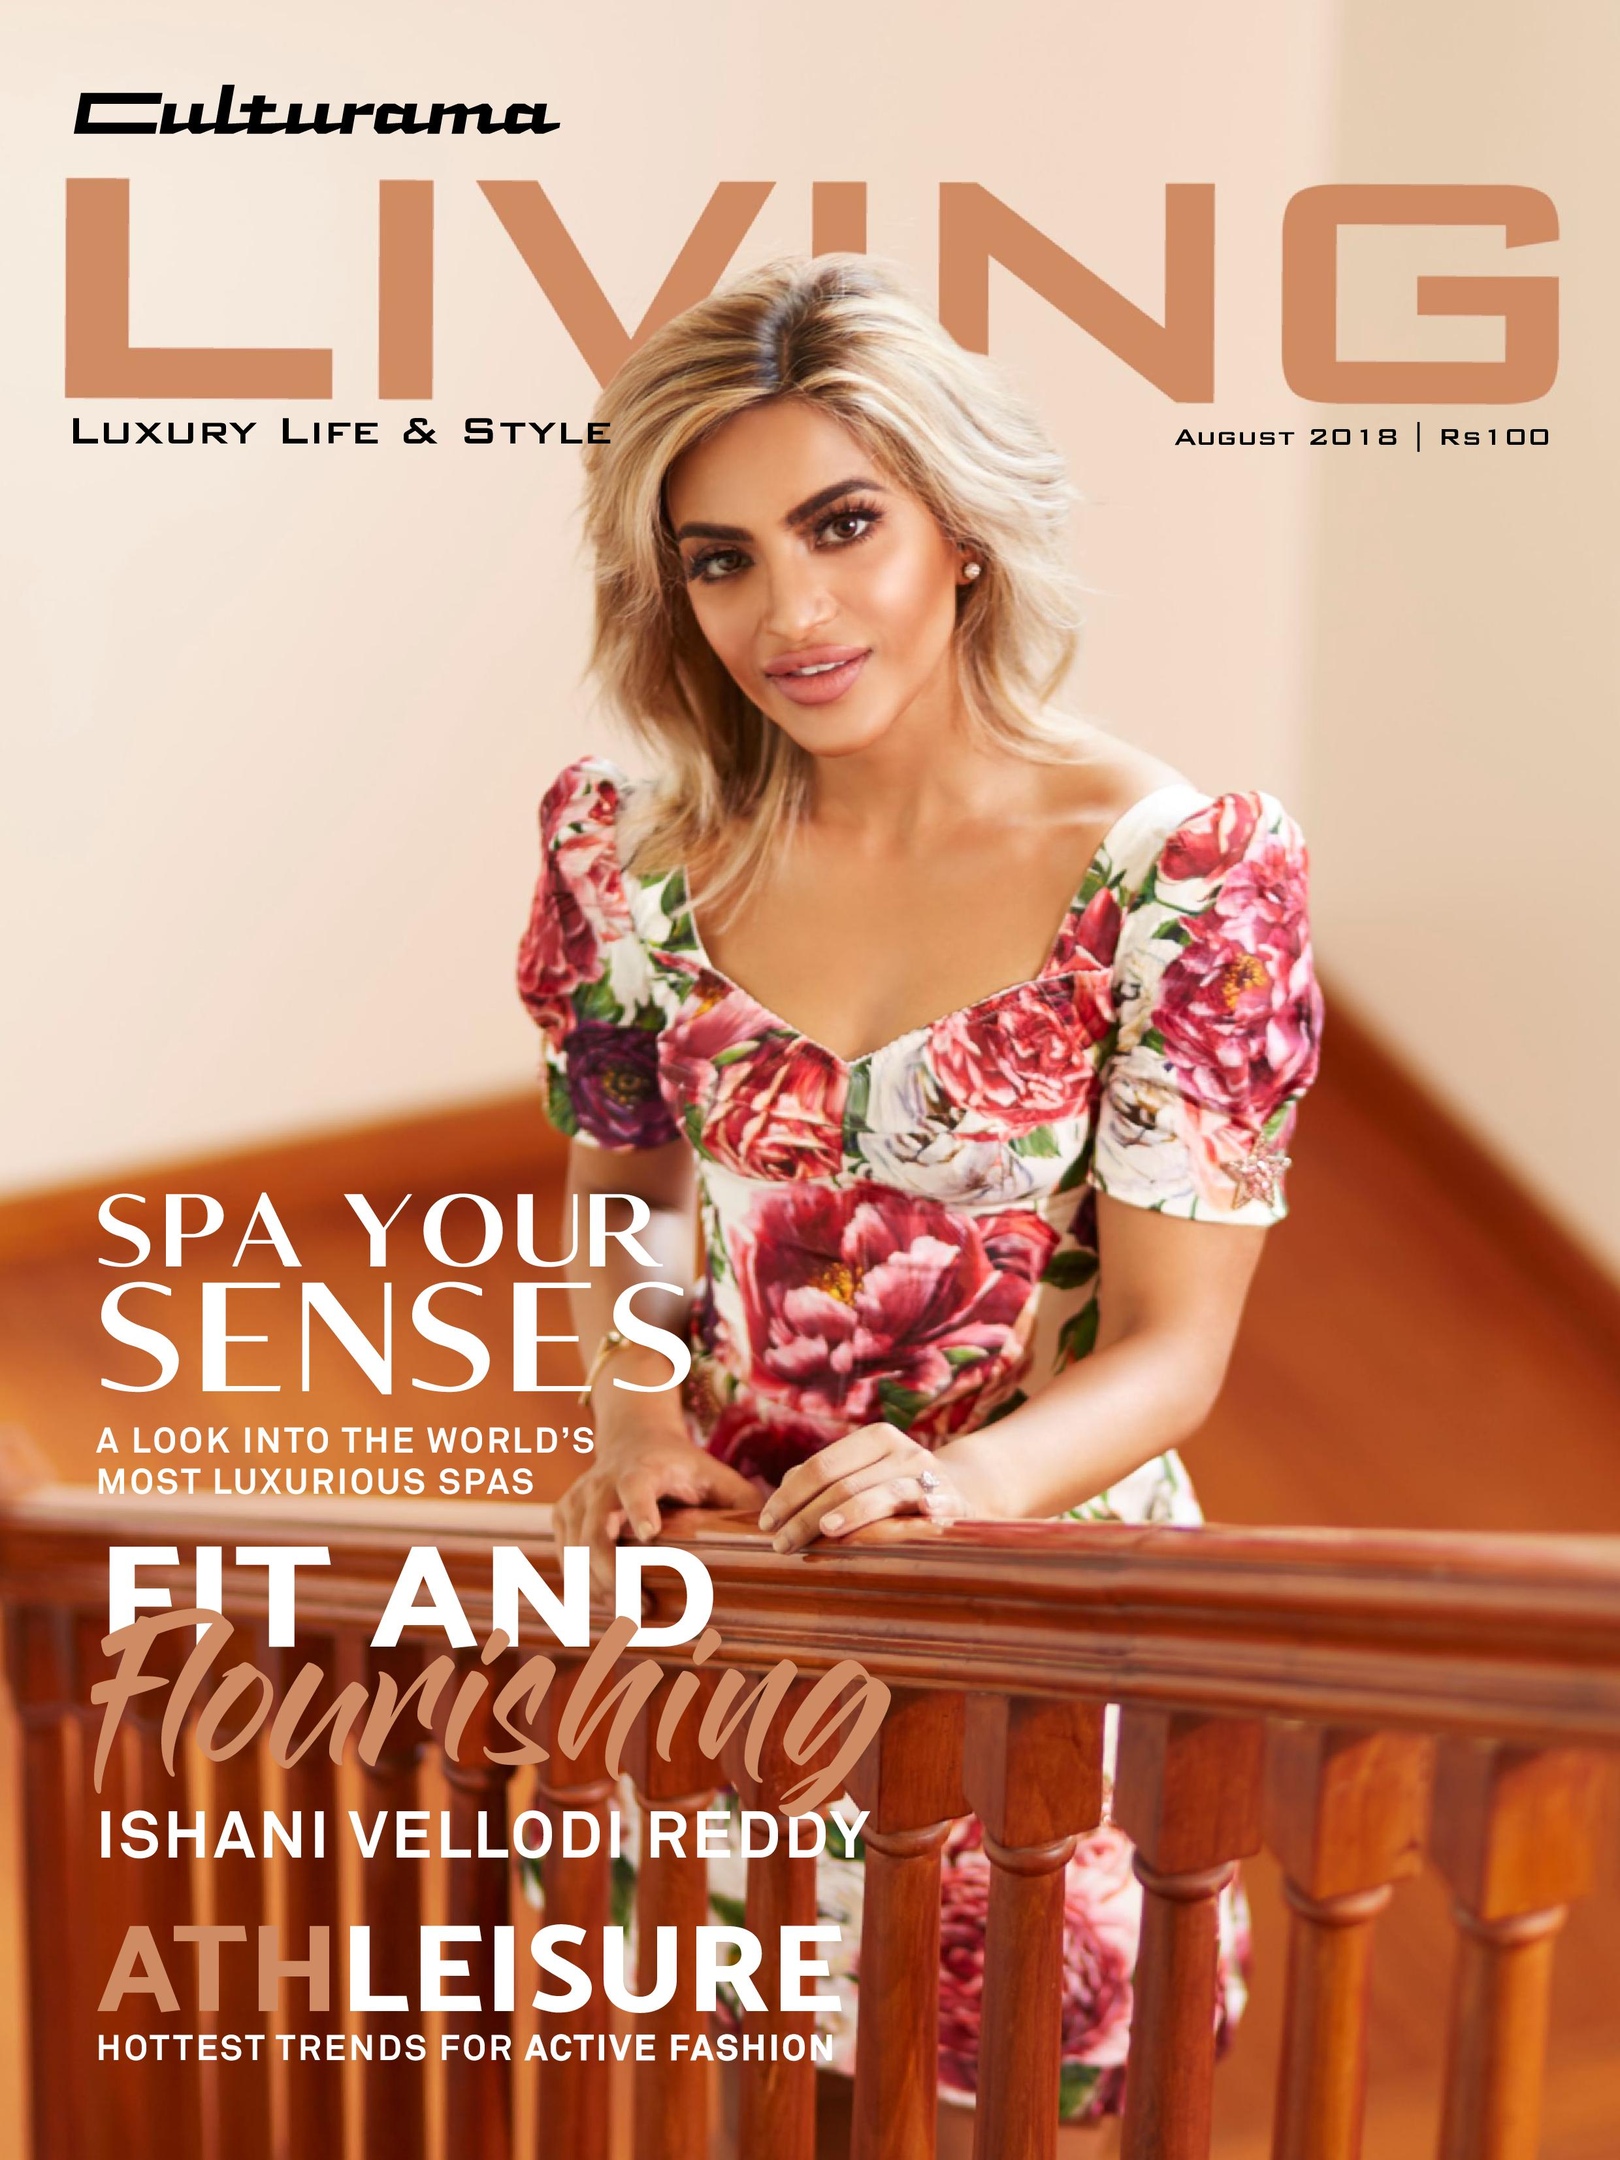 Culturama
LIVING
LUXURY LIFE & STYLE
AUGUST 2018 | RS100
SPA YOUR
SENSES
A LOOK INTO THE WORLD'S
MOST LUXURIOUS SPAS
FIT AND
Flourishing
ISHANI VELLODI REDDY
ATHLEISURE
HOTTEST TRENDS FOR ACTIVE FASHION